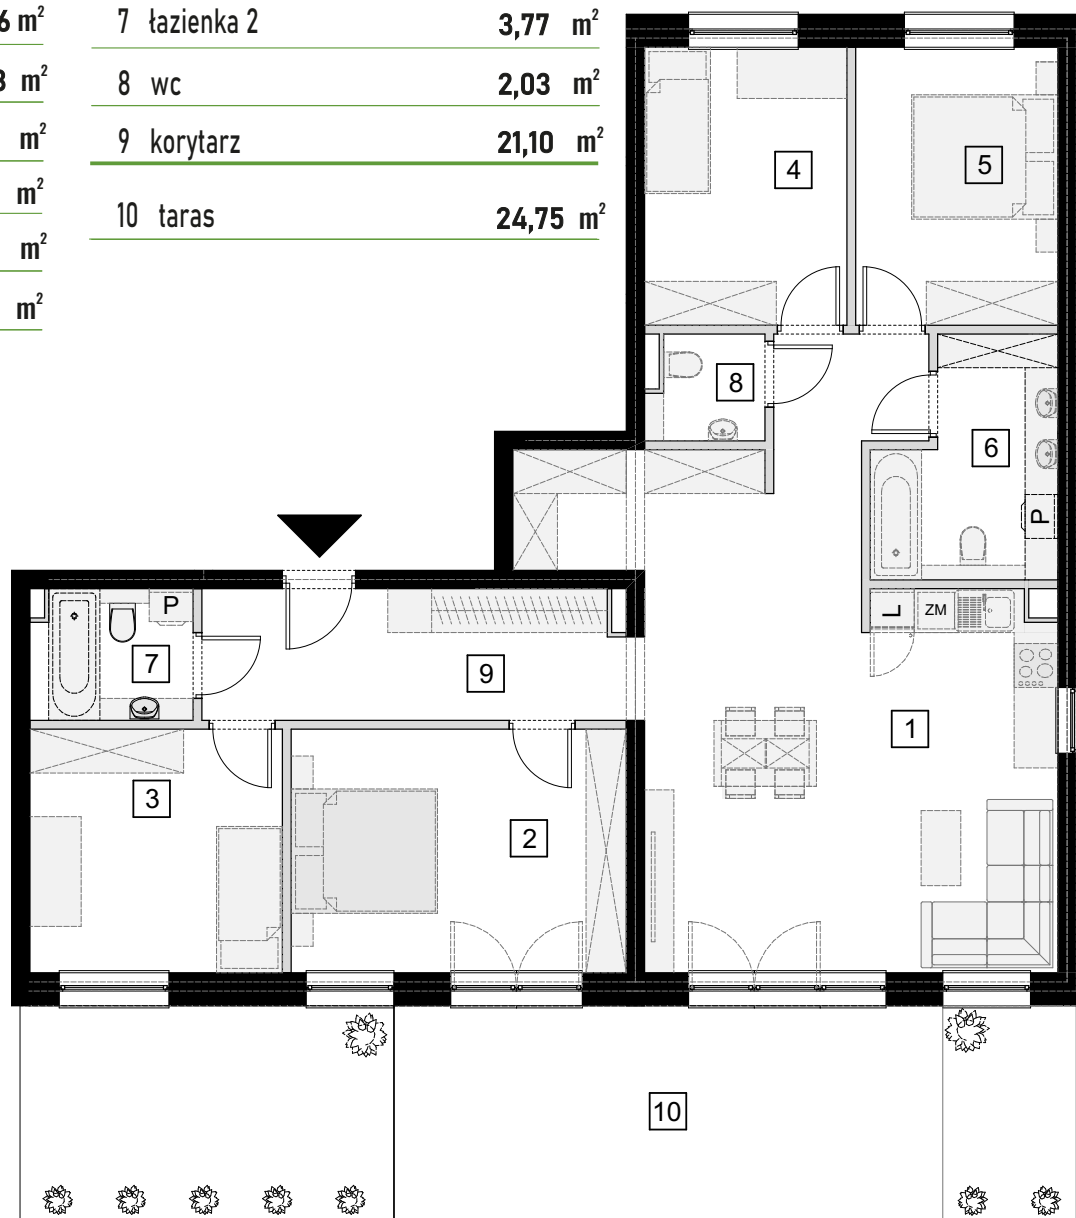 6 m²
8 m²
m²
m²
m²
m²
7 łazienka 2 3,77 m²
8 wc 2,03 m²
9 korytarz 21,10 m²
10 taras 24,75 m²
4
5
8
6
P
P
7
9
L
ZM
1
3
2
10